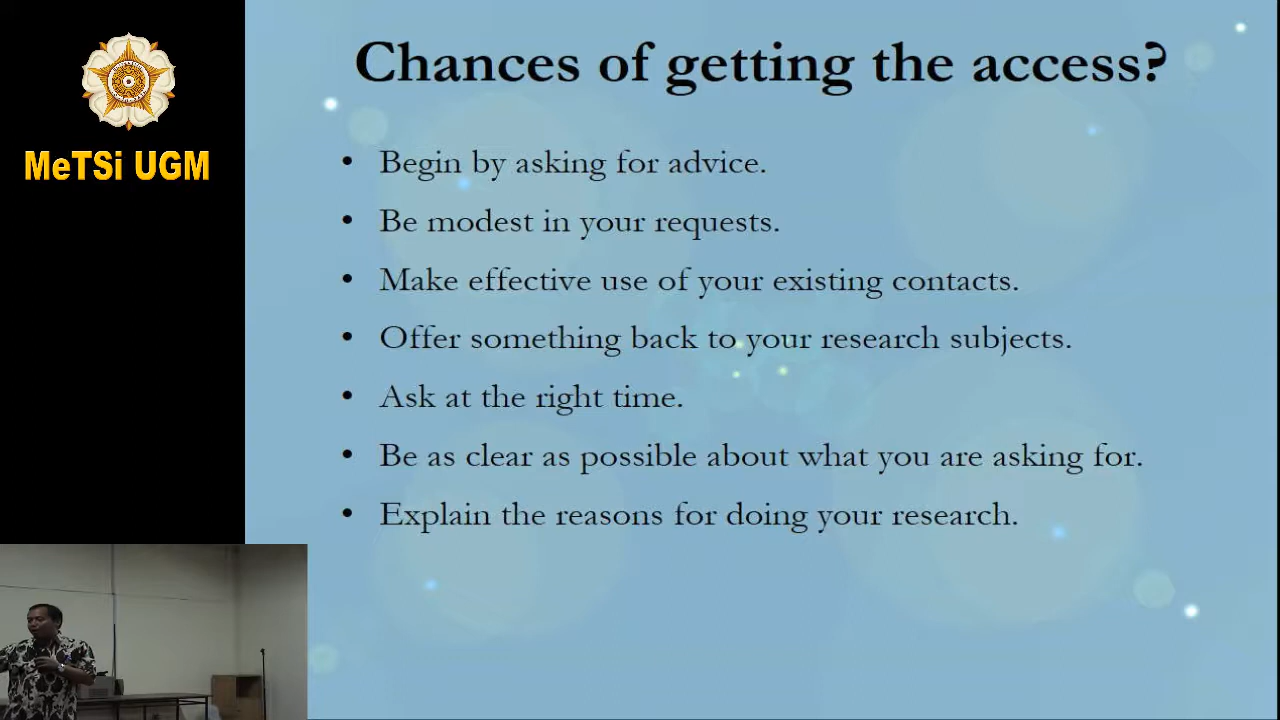 Chances of getting the access?
MeTSi UGM
• Begin by asking for advice.
• Be modest in your requests.
• Make effective use of your existing contacts.
• Offer something back to your research subjects.
• Ask at the right time.
• Be as clear as possible about what you are asking for.
• Explain the reasons for doing your research.